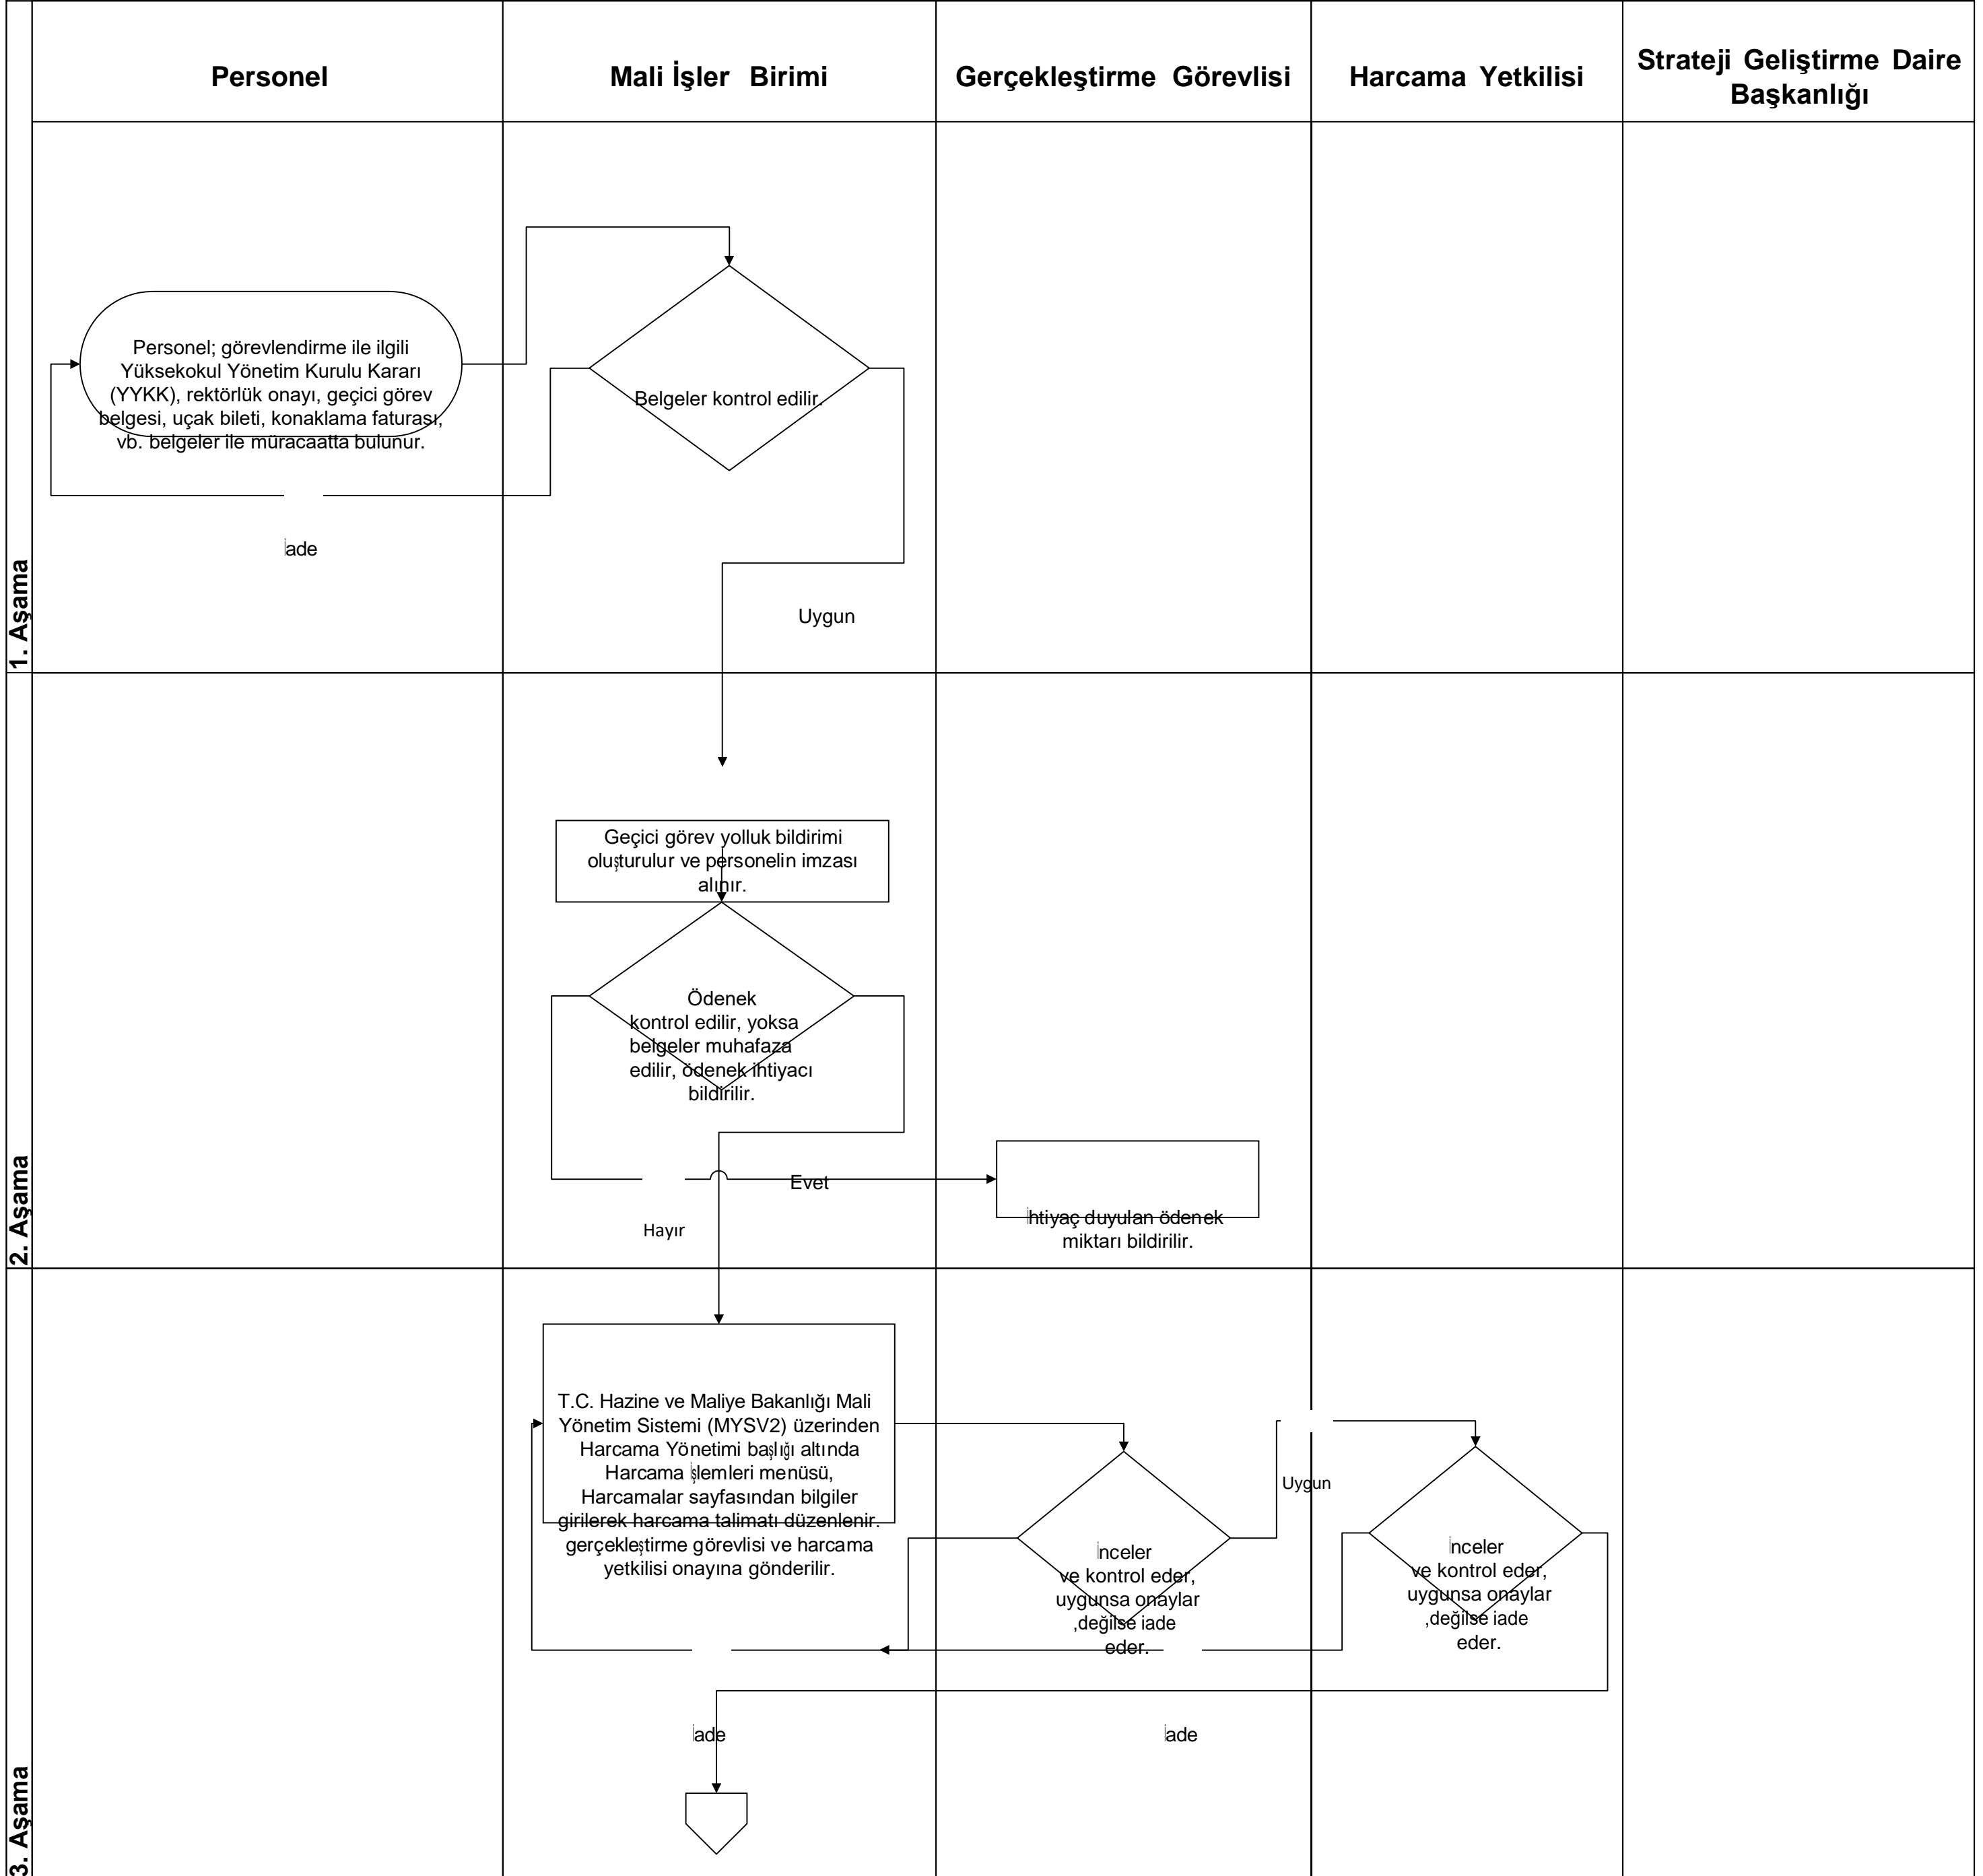 Personel
Mali İşler Birimi
Gerçekleştirme Görevlisi
Harcama Yetkilisi
Strateji Geliştirme Daire
Başkanlığı
1. Aşama
Personel; görevlendirme ile ilgili
Yüksekokul Yönetim Kurulu Kararı
(YYKK), rektörlük onayı, geçici görev
belgesi, uçak bileti, konaklama faturası,
vb. belgeler ile müracaatta bulunur.
Belgeler kontrol edilir.
İade
Uygun
2. Aşama
Geçici görev yolluk bildirimi
oluşturulur ve personelin imzası
alınır.
Ödenek
kontrol edilir, yoksa
belgeler muhafaza
edilir, ödenek ihtiyacı
bildirilir.
Evet
Hayır
İhtiyaç duyulan ödenek
miktarı bildirilir.
3. Aşama
T.C. Hazine ve Maliye Bakanlığı Mali
Yönetim Sistemi (MYSV2) üzerinden
Harcama Yönetimi başlığı altında
Harcama İşlemleri menüsü,
Harcamalar sayfasından bilgiler
girilerek harcama talimatı düzenlenir.
gerçekleştirme görevlisi ve harcama
yetkilisi onayına gönderilir.
İnceler
ve kontrol eder,
uygunsa onaylar
,değilse iade
eder.
Uygun
İnceler
ve kontrol eder,
uygunsa onaylar
,değilse iade
eder.
İade
İade